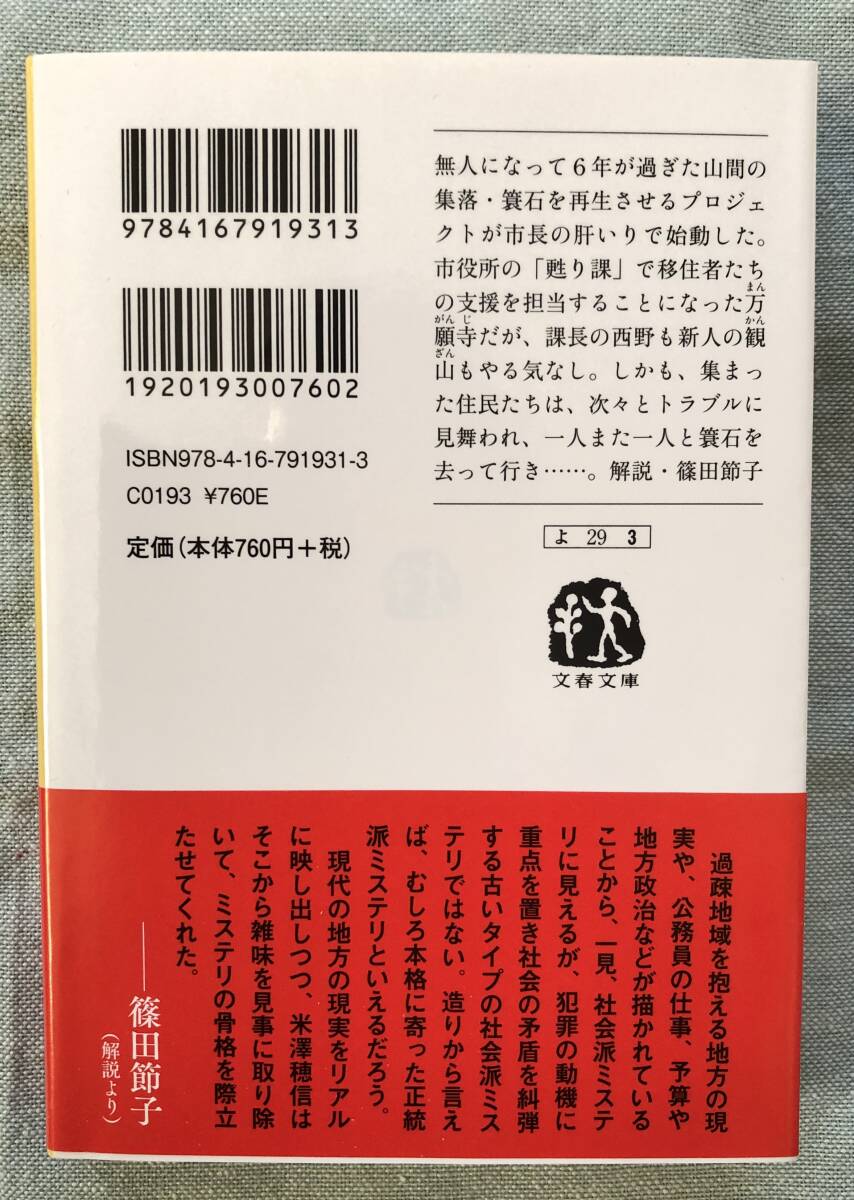 9784167919313
1920193007602
ISBN978-4-16-791931-3
C0193 ¥760E
定価(本体760円+税)
無人になって6年が過ぎた山間の
集落・簑石を再生させるプロジェ
クトが市長の肝いりで始動した。
市役所の「甦り課」で移住者たち
まん
の支援を担当することになった万
がんじ かん
願寺だが、課長の西野も新人の観
ざん
山もやる気なし。しかも、集まっ
た住民たちは、次々とトラブルに
見舞われ、一人また一人と簑石を
去って行き……。解説・篠田節子
よ 29 3
文春文庫
過疎地域を抱える地方の現
実や、公務員の仕事、予算や
地方政治などが描かれている
ことから、一見、社会派ミステ
リに見えるが、犯罪の動機に
重点を置き社会の矛盾を糾弾
する古いタイプの社会派ミス
テリではない。造りから言え
ば、むしろ本格に寄った正統
派ミステリといえるだろう。
現代の地方の現実をリアル
に映し出しつつ、米澤穂信は
そこから雑味を見事に取り除
いて、ミステリの骨格を際立
たせてくれた。
――篠田節子
(解説より)